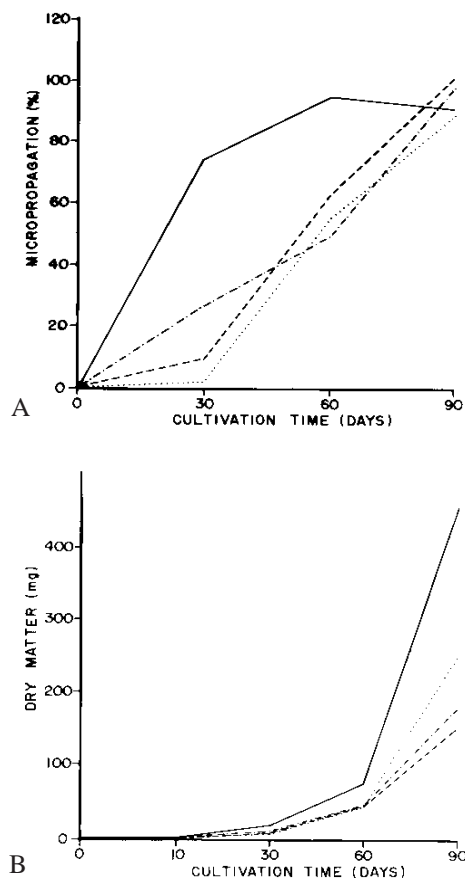 120
100
80
60
40
20
0
MICROPROPAGATION (%)
0 30 60 90
CULTIVATION TIME (DAYS)
A
400
300
200
100
0
DRY MATTER (mg)
0 10 30 60 90
CULTIVATION TIME (DAYS)
B